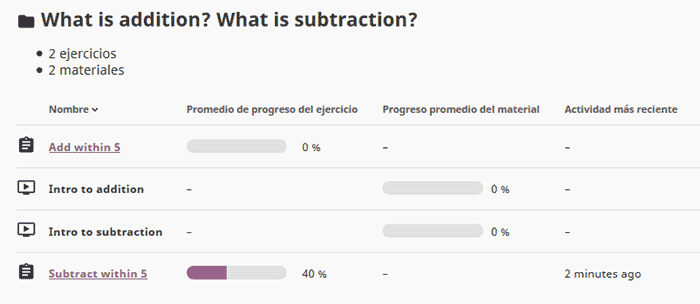 What is addition? What is subtraction?
• 2 ejercicios
• 2 materiales
Nombre Promedio de progreso del ejercicio Progreso promedio del material Actividad más reciente
Add within 5 0 % – –
Intro to addition – 0 % –
Intro to subtraction – 0 % –
Subtract within 5 40 % – 2 minutes ago